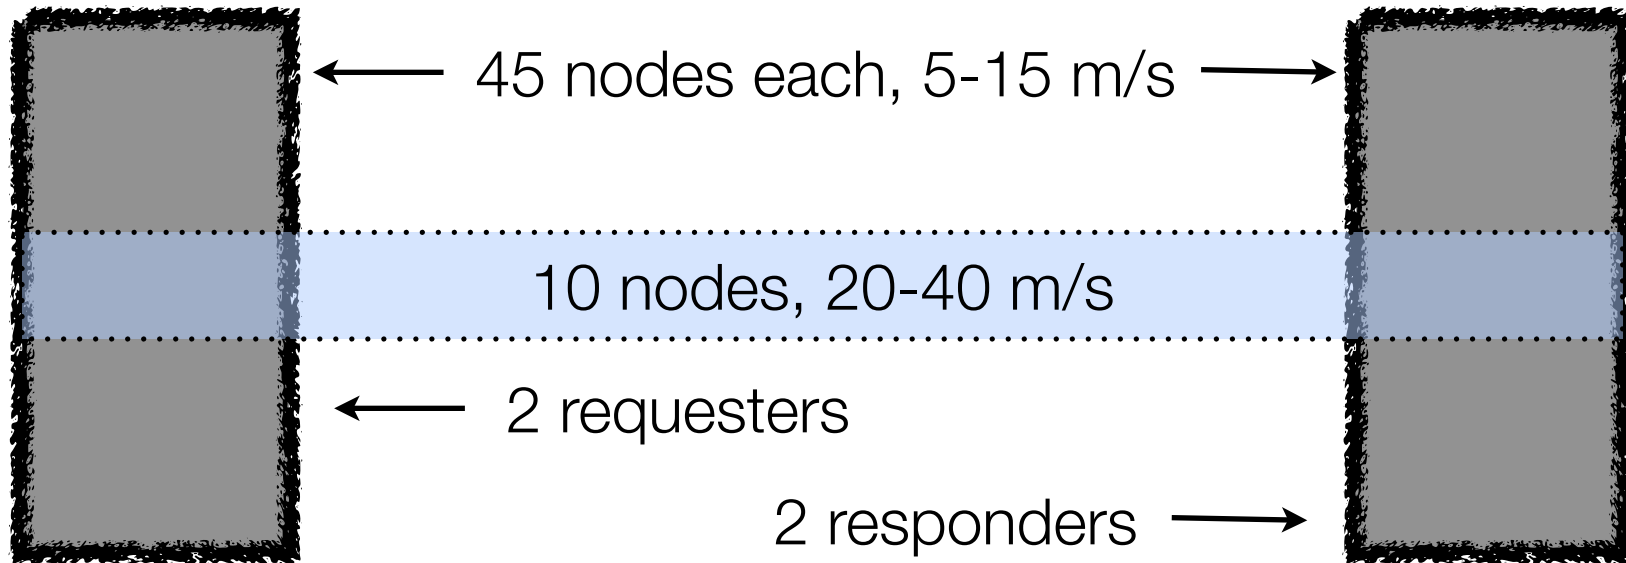 45 nodes each, 5-15 m/s
10 nodes, 20-40 m/s
2 requesters
2 responders